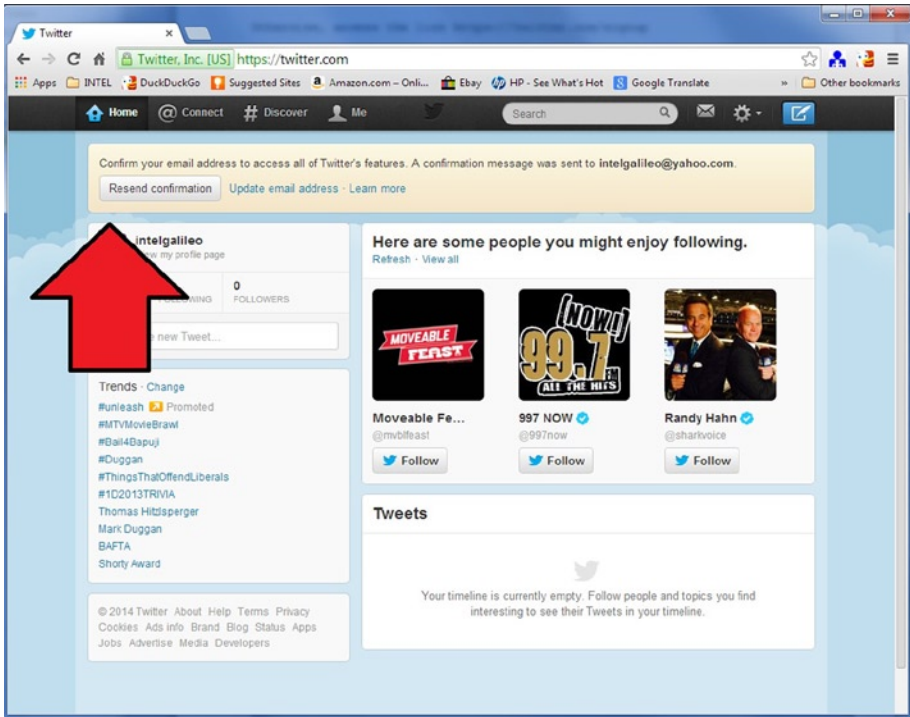 Twitter
Twitter, Inc. [US] https://twitter.com
Apps INTEL DuckDuckGo Suggested Sites Amazon.com – Onli... Ebay HP - See What's Hot Google Translate » Other bookmarks
Home Connect Discover Me Search
Confirm your email address to access all of Twitter's features. A confirmation message was sent to intelgalileo@yahoo.com.
Resend confirmation Update email address · Learn more
intelgalileo
my profile page
0
FOLLOWING FOLLOWERS
new Tweet...
Trends · Change
#unleash Promoted
#MTVMovieBrawl
#Bail4Bapuji
#Duggan
#ThingsThatOffendLiberals
#1D2013TRIVIA
Thomas Hitzlsperger
Mark Duggan
BAFTA
Shorty Award
© 2014 Twitter About Help Terms Privacy
Cookies Ads info Brand Blog Status Apps
Jobs Advertise Media Developers
Here are some people you might enjoy following.
Refresh · View all
MOVEABLE
FEAST
[NOW!]
99.7 FM
ALL THE HITS
Moveable Fe... 997 NOW Randy Hahn
@mvblfeast @997now @sharkvoice
Follow Follow Follow
Tweets
Your timeline is currently empty. Follow people and topics you find
interesting to see their Tweets in your timeline.